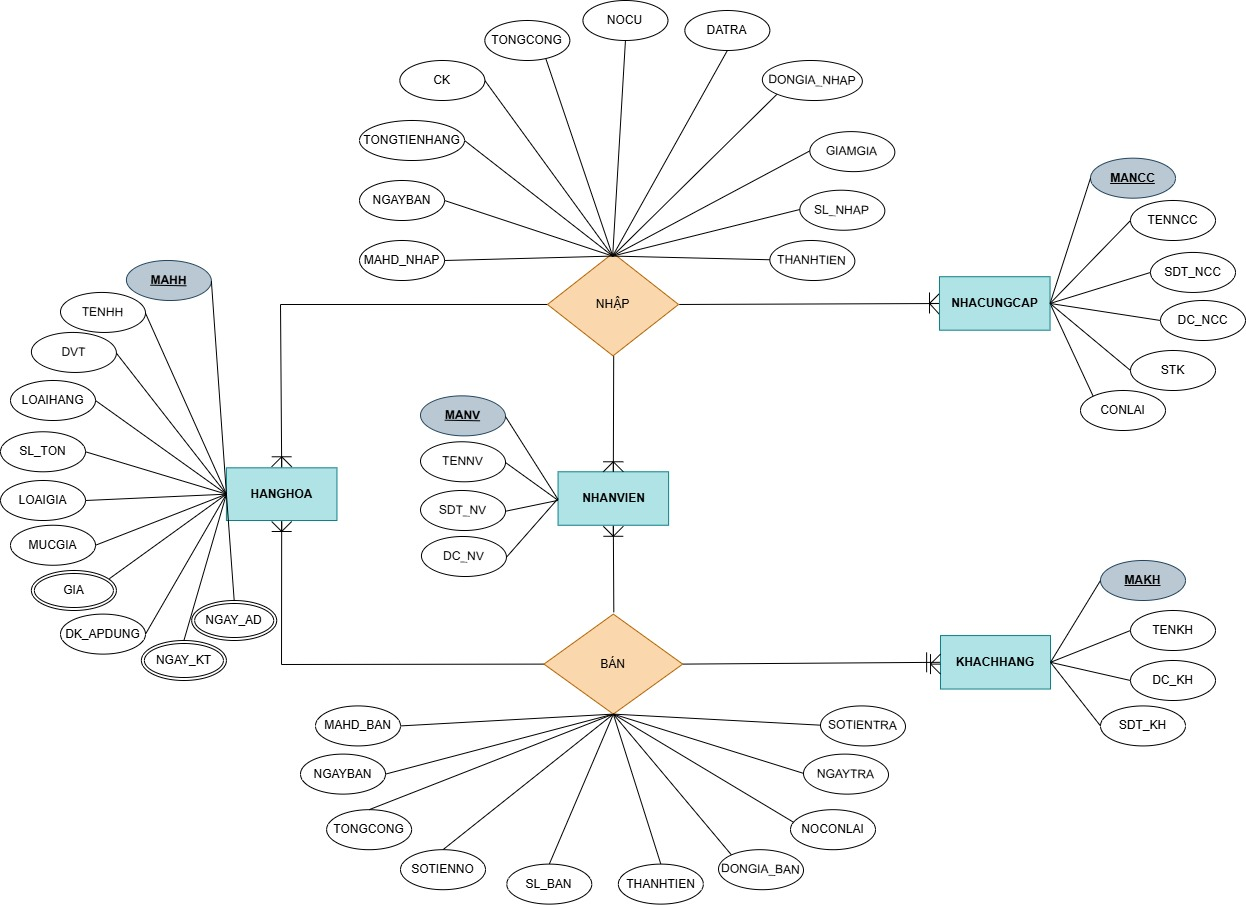 NOCU
DATRA
TONGCONG
CK
DONGIA_NHAP
TONGTIENHANG
GIAMGIA
MANCC
NGAYBAN
SL_NHAP
TENNCC
MAHD_NHAP
THANHTIEN
SDT_NCC
MAHH
NHẬP
NHACUNGCAP
TENHH
DC_NCC
DVT
STK
LOAIHANG
MANV
CONLAI
SL_TON
TENNV
HANGHOA
NHANVIEN
LOAIGIA
SDT_NV
MUCGIA
DC_NV
GIA
MAKH
NGAY_AD
DK_APDUNG
TENKH
NGAY_KT
BÁN
KHACHHANG
DC_KH
MAHD_BAN
SOTIENTRA
SDT_KH
NGAYBAN
NGAYTRA
TONGCONG
NOCONLAI
SOTIENNO
DONGIA_BAN
SL_BAN
THANHTIEN